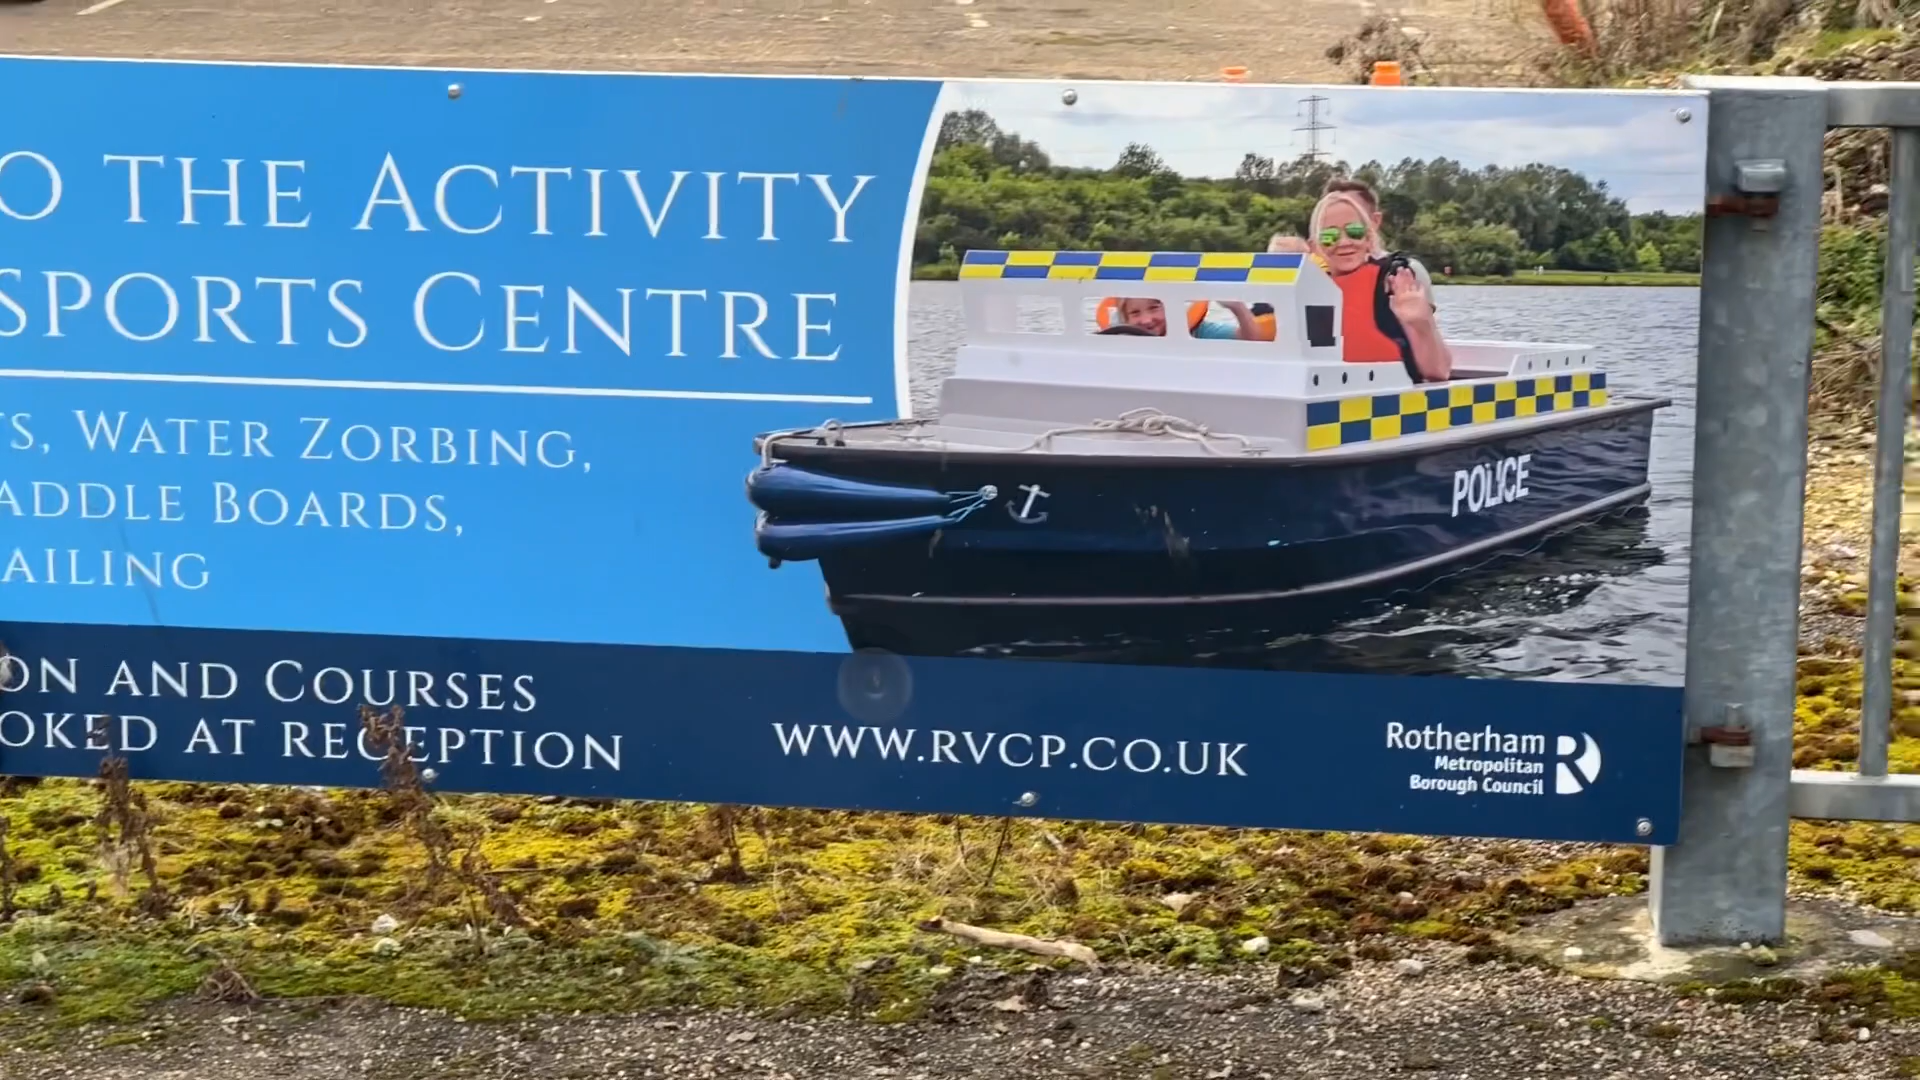 O THE ACTIVITY
SPORTS CENTRE
S, WATER ZORBING,
ADDLE BOARDS,
AILING
ON AND COURSES
OKED AT RECEPTION
WWW.RVCP.CO.UK
Rotherham
Metropolitan
Borough Council
POLICE